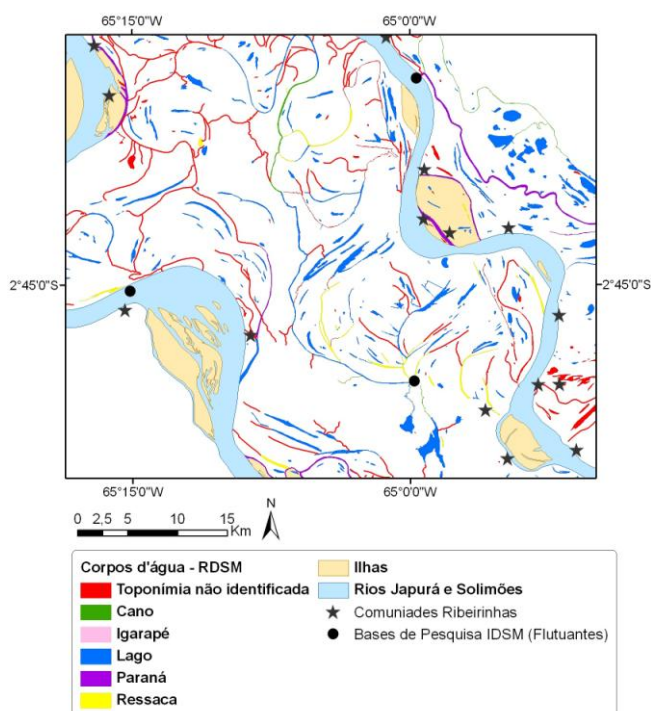 65°15'0"W 65°0'0"W
2°45'0"S 2°45'0"S
65°15'0"W 65°0'0"W
N
0 2,5 5 10 15
Km
Corpos d'água - RDSM
Toponímia não identificada
Cano
Igarapé
Lago
Paraná
Ressaca
Ilhas
Rios Japurá e Solimões
Comuniades Ribeirinhas
Bases de Pesquisa IDSM (Flutuantes)